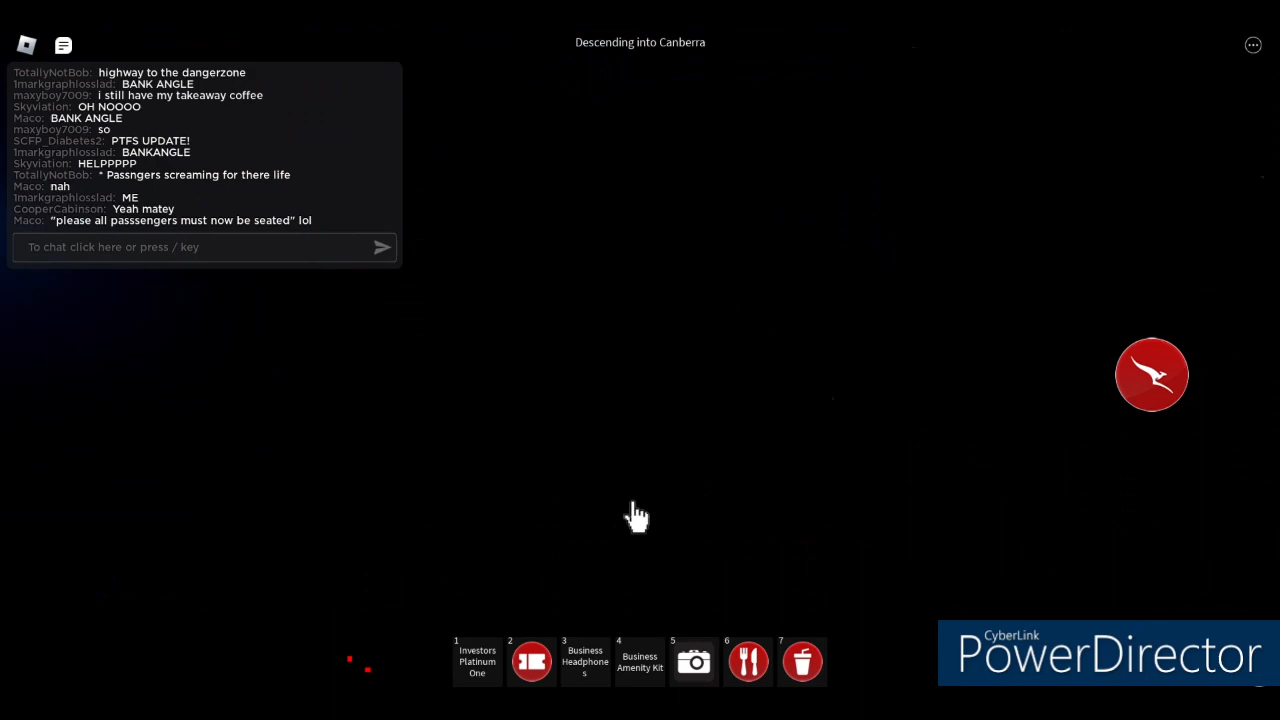 Descending into Canberra
TotallyNotBob: highway to the dangerzone
1markgraphlosslad: BANK ANGLE
maxyboy7009: i still have my takeaway coffee
Skyviation: OH NOOOO
Maco: BANK ANGLE
maxyboy7009: so
SCFP_Diabetes2: PTFS UPDATE!
1markgraphlosslad: BANKANGLE
Skyviation: HELPPPPP
TotallyNotBob: * Passngers screaming for there life
Maco: nah
1markgraphlosslad: ME
CooperCabinson: Yeah matey
Maco: "please all passsengers must now be seated" lol
To chat click here or press / key
1
Investors
Platinum
One
2
3
Business
Headphone
s
4
Business
Amenity Kit
5
6
7
CyberLink
PowerDirector